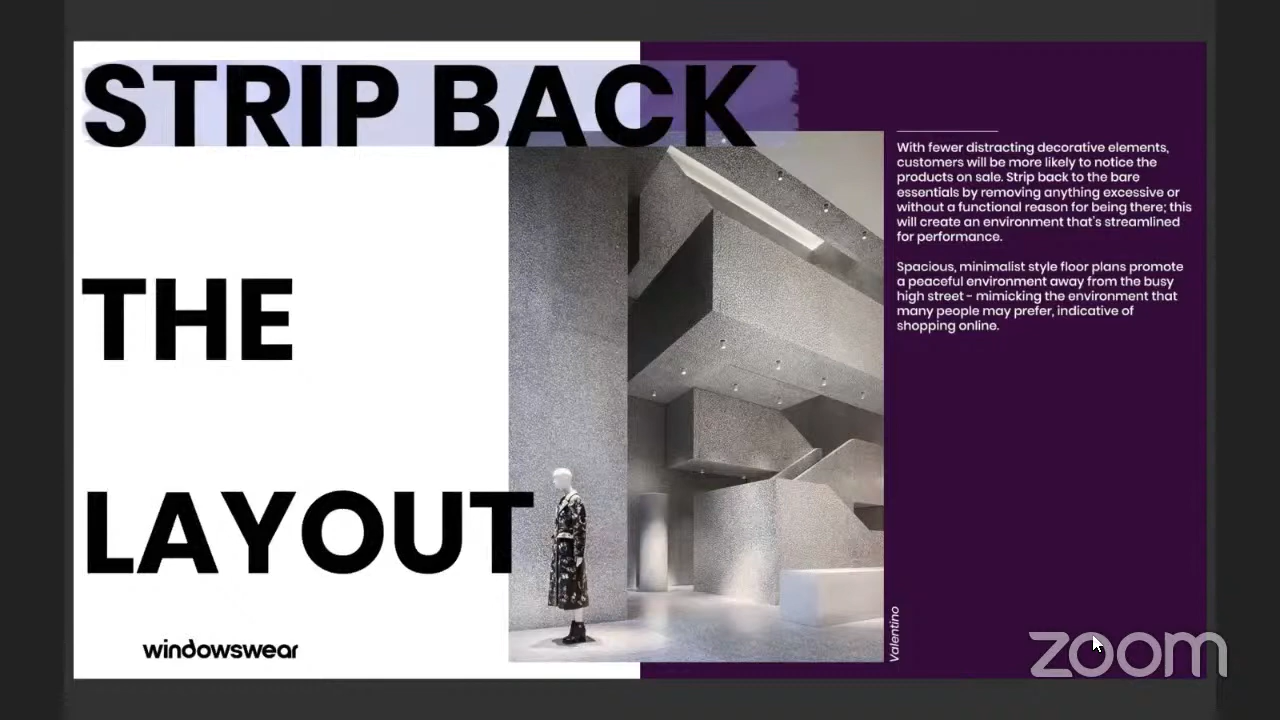 STRIP BACK
THE
LAYOUT
windowswear
With fewer distracting decorative elements,
customers will be more likely to notice the
products on sale. Strip back to the bare
essentials by removing anything excessive or
without a functional reason for being there; this
will create an environment that's streamlined
for performance.
Spacious, minimalist style floor plans promote
a peaceful environment away from the busy
high street - mimicking the environment that
many people may prefer, indicative of
shopping online.
Valentino
zoom